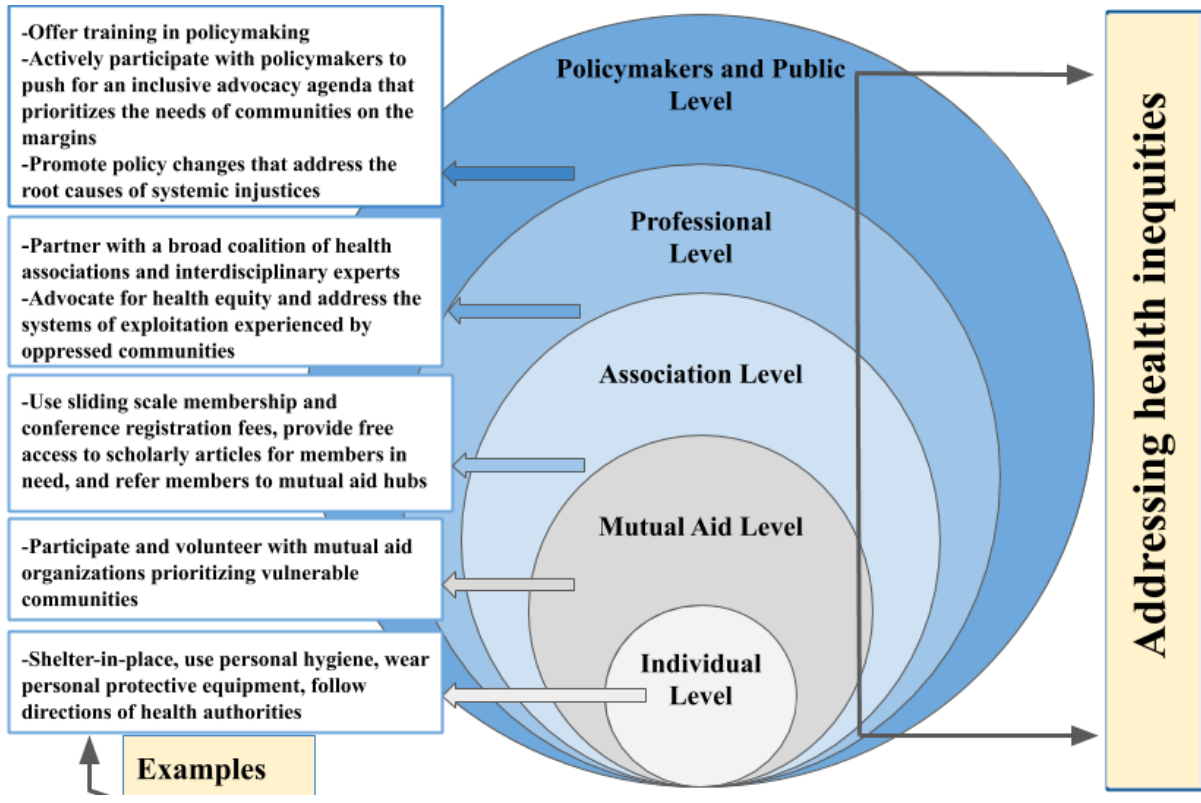 -Offer training in policymaking
-Actively participate with policymakers to
push for an inclusive advocacy agenda that
prioritizes the needs of communities on the
margins
-Promote policy changes that address the
root causes of systemic injustices
-Partner with a broad coalition of health
associations and interdisciplinary experts
-Advocate for health equity and address the
systems of exploitation experienced by
oppressed communities
-Use sliding scale membership and
conference registration fees, provide free
access to scholarly articles for members in
need, and refer members to mutual aid hubs
-Participate and volunteer with mutual aid
organizations prioritizing vulnerable
communities
-Shelter-in-place, use personal hygiene, wear
personal protective equipment, follow
directions of health authorities
Examples
Policymakers and Public
Level
Professional
Level
Association Level
Mutual Aid Level
Individual
Level
Addressing health inequities